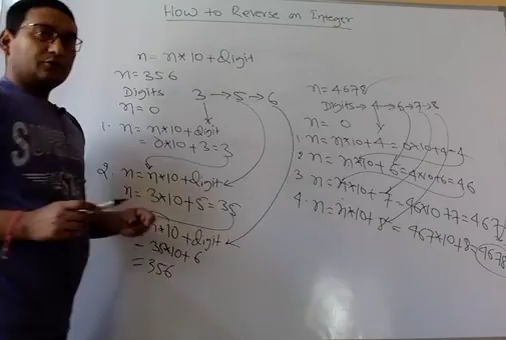 How to Reverse an Integer
n = n*10 + digit
n = 356
Digits 3 → 5 → 6
n = 0
1. n = n*10 + digit
= 0*10 + 3 = 3
2. n = n*10 + digit
n = 3*10 + 5 = 35
n*10 + digit
= 35*10 + 6
= 356
n = 4678
Digits → 4 → 6 → 7 → 8
n = 0
1. n = n*10 + 4 = 0*10 + 4 = 4
2. n = n*10 + 6 = 4*10 + 6 = 46
3. n = n*10 + 7 = 46*10 + 7 = 467
4. n = n*10 + 8 = 467*10 + 8 = 4678